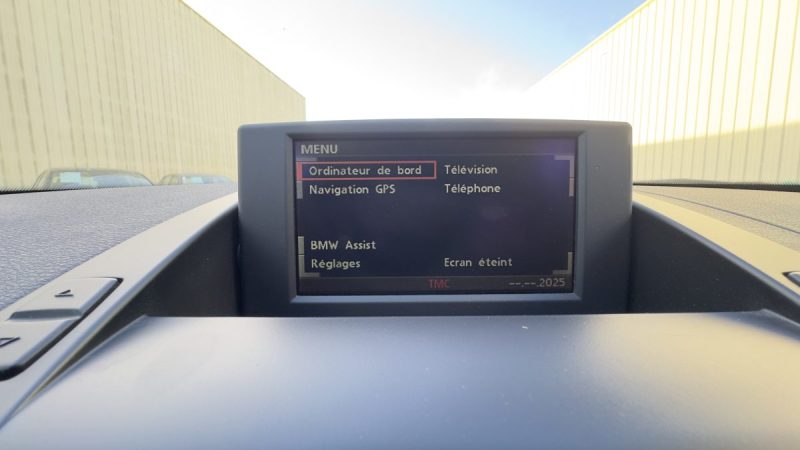 MENU
Ordinateur de bord Télévision
Navigation GPS Téléphone
BMW Assist
Réglages Ecran éteint
TMC --.--.2025